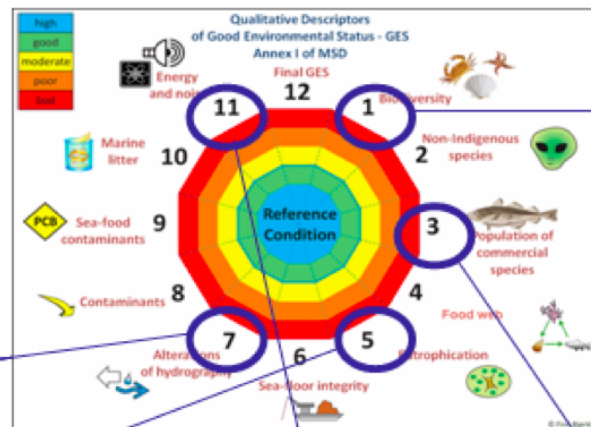 high
good
moderate
poor
bad
Qualitative Descriptors
of Good Environmental Status - GES
Annex I of MSD
Energy
and noise
Final GES
11
12
1
Biodiversity
Marine
litter
10
2
Non-Indigenous
species
PCB
Sea-food
contaminants
9
Reference
Condition
3
Population of
commercial
species
Contaminants
8
4
Food web
7
6
5
Alterations
of hydrography
Sea-floor integrity
Eutrophication